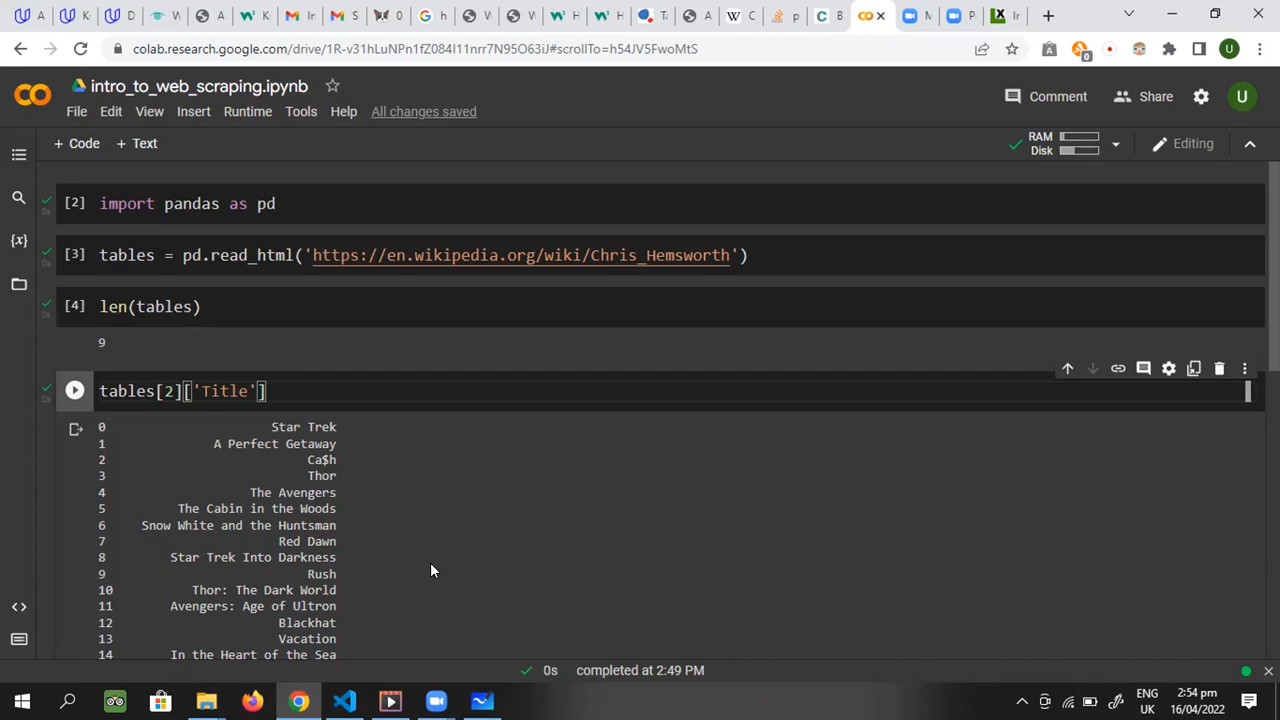 colab.research.google.com/drive/1R-v31hLuNPn1fZ084I11nrr7N95O63iJ#scrollTo=h54JV5FwoMtS
intro_to_web_scraping.ipynb
File Edit View Insert Runtime Tools Help All changes saved
Comment Share U
+ Code + Text
RAM
Disk
Editing
[2] import pandas as pd
[3] tables = pd.read_html('https://en.wikipedia.org/wiki/Chris_Hemsworth')
[4] len(tables)
9
tables[2]['Title']
0 Star Trek
1 A Perfect Getaway
2 Ca$h
3 Thor
4 The Avengers
5 The Cabin in the Woods
6 Snow White and the Huntsman
7 Red Dawn
8 Star Trek Into Darkness
9 Rush
10 Thor: The Dark World
11 Avengers: Age of Ultron
12 Blackhat
13 Vacation
14 In the Heart of the Sea
0s completed at 2:49 PM
ENG
UK
2:54 pm
16/04/2022